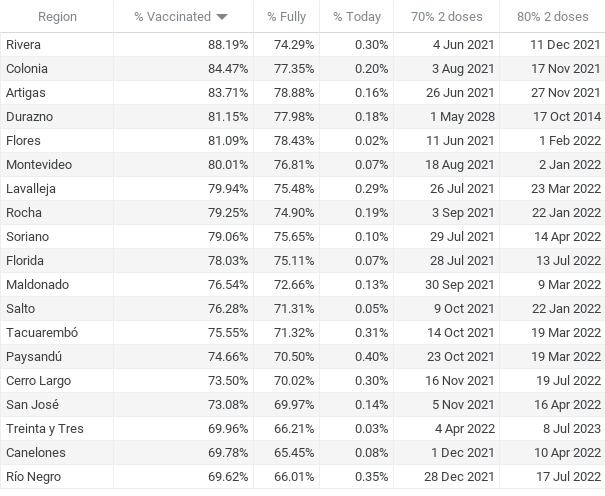 Region % Vaccinated % Fully % Today 70% 2 doses 80% 2 doses
Rivera 88.19% 74.29% 0.30% 4 Jun 2021 11 Dec 2021
Colonia 84.47% 77.35% 0.20% 3 Aug 2021 17 Nov 2021
Artigas 83.71% 78.88% 0.16% 26 Jun 2021 27 Nov 2021
Durazno 81.15% 77.98% 0.18% 1 May 2028 17 Oct 2014
Flores 81.09% 78.43% 0.02% 11 Jun 2021 1 Feb 2022
Montevideo 80.01% 76.81% 0.07% 18 Aug 2021 2 Jan 2022
Lavalleja 79.94% 75.48% 0.29% 26 Jul 2021 23 Mar 2022
Rocha 79.25% 74.90% 0.19% 3 Sep 2021 22 Jan 2022
Soriano 79.06% 75.65% 0.10% 29 Jul 2021 14 Apr 2022
Florida 78.03% 75.11% 0.07% 28 Jul 2021 13 Jul 2022
Maldonado 76.54% 72.66% 0.13% 30 Sep 2021 9 Mar 2022
Salto 76.28% 71.31% 0.05% 9 Oct 2021 22 Jan 2022
Tacuarembó 75.55% 71.32% 0.31% 14 Oct 2021 19 Mar 2022
Paysandú 74.66% 70.50% 0.40% 23 Oct 2021 19 Mar 2022
Cerro Largo 73.50% 70.02% 0.30% 16 Nov 2021 19 Jul 2022
San José 73.08% 69.97% 0.14% 5 Nov 2021 16 Apr 2022
Treinta y Tres 69.96% 66.21% 0.03% 4 Apr 2022 8 Jul 2023
Canelones 69.78% 65.45% 0.08% 1 Dec 2021 10 Apr 2022
Río Negro 69.62% 66.01% 0.35% 28 Dec 2021 17 Jul 2022